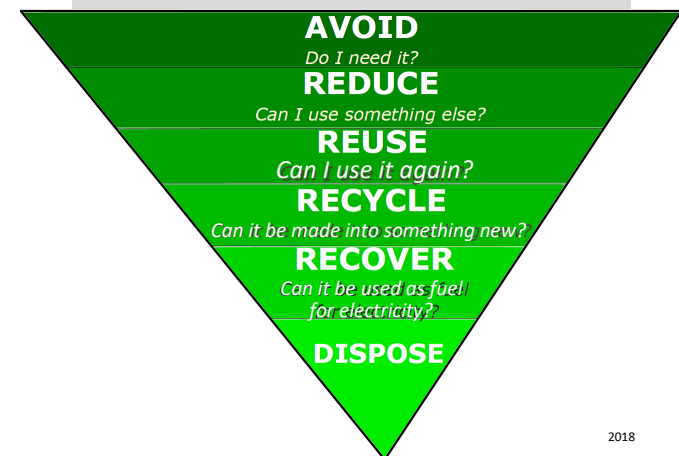 AVOID
Do I need it?
REDUCE
Can I use something else?
REUSE
Can I use it again?
RECYCLE
Can it be made into something new?
RECOVER
Can it be used as fuel
for electricity?
DISPOSE
2018